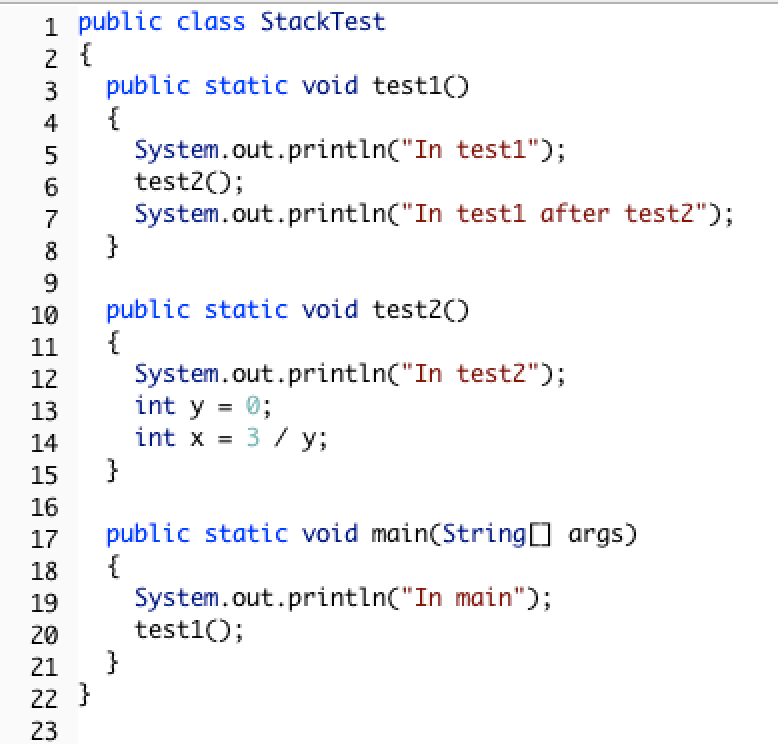 1 public class StackTest
2 {
3   public static void test1()
4   {
5     System.out.println("In test1");
6     test2();
7     System.out.println("In test1 after test2");
8   }
9
10   public static void test2()
11   {
12     System.out.println("In test2");
13     int y = 0;
14     int x = 3 / y;
15   }
16
17   public static void main(String[] args)
18   {
19     System.out.println("In main");
20     test1();
21   }
22 }
23